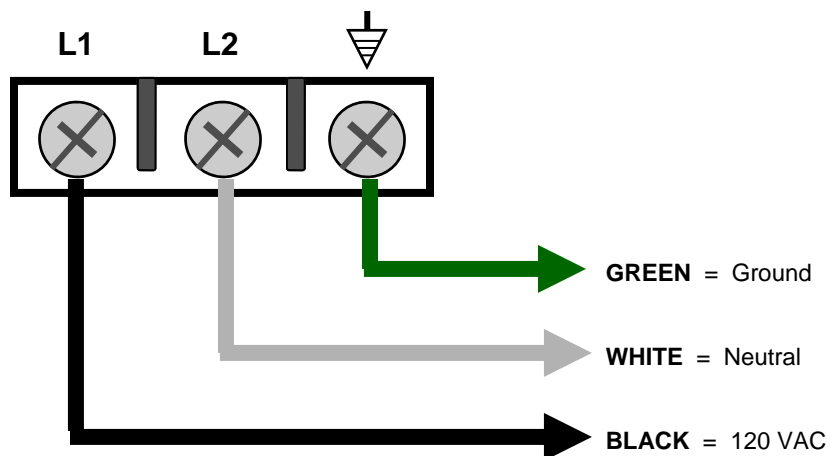 L1 L2
GREEN = Ground
WHITE = Neutral
BLACK = 120 VAC